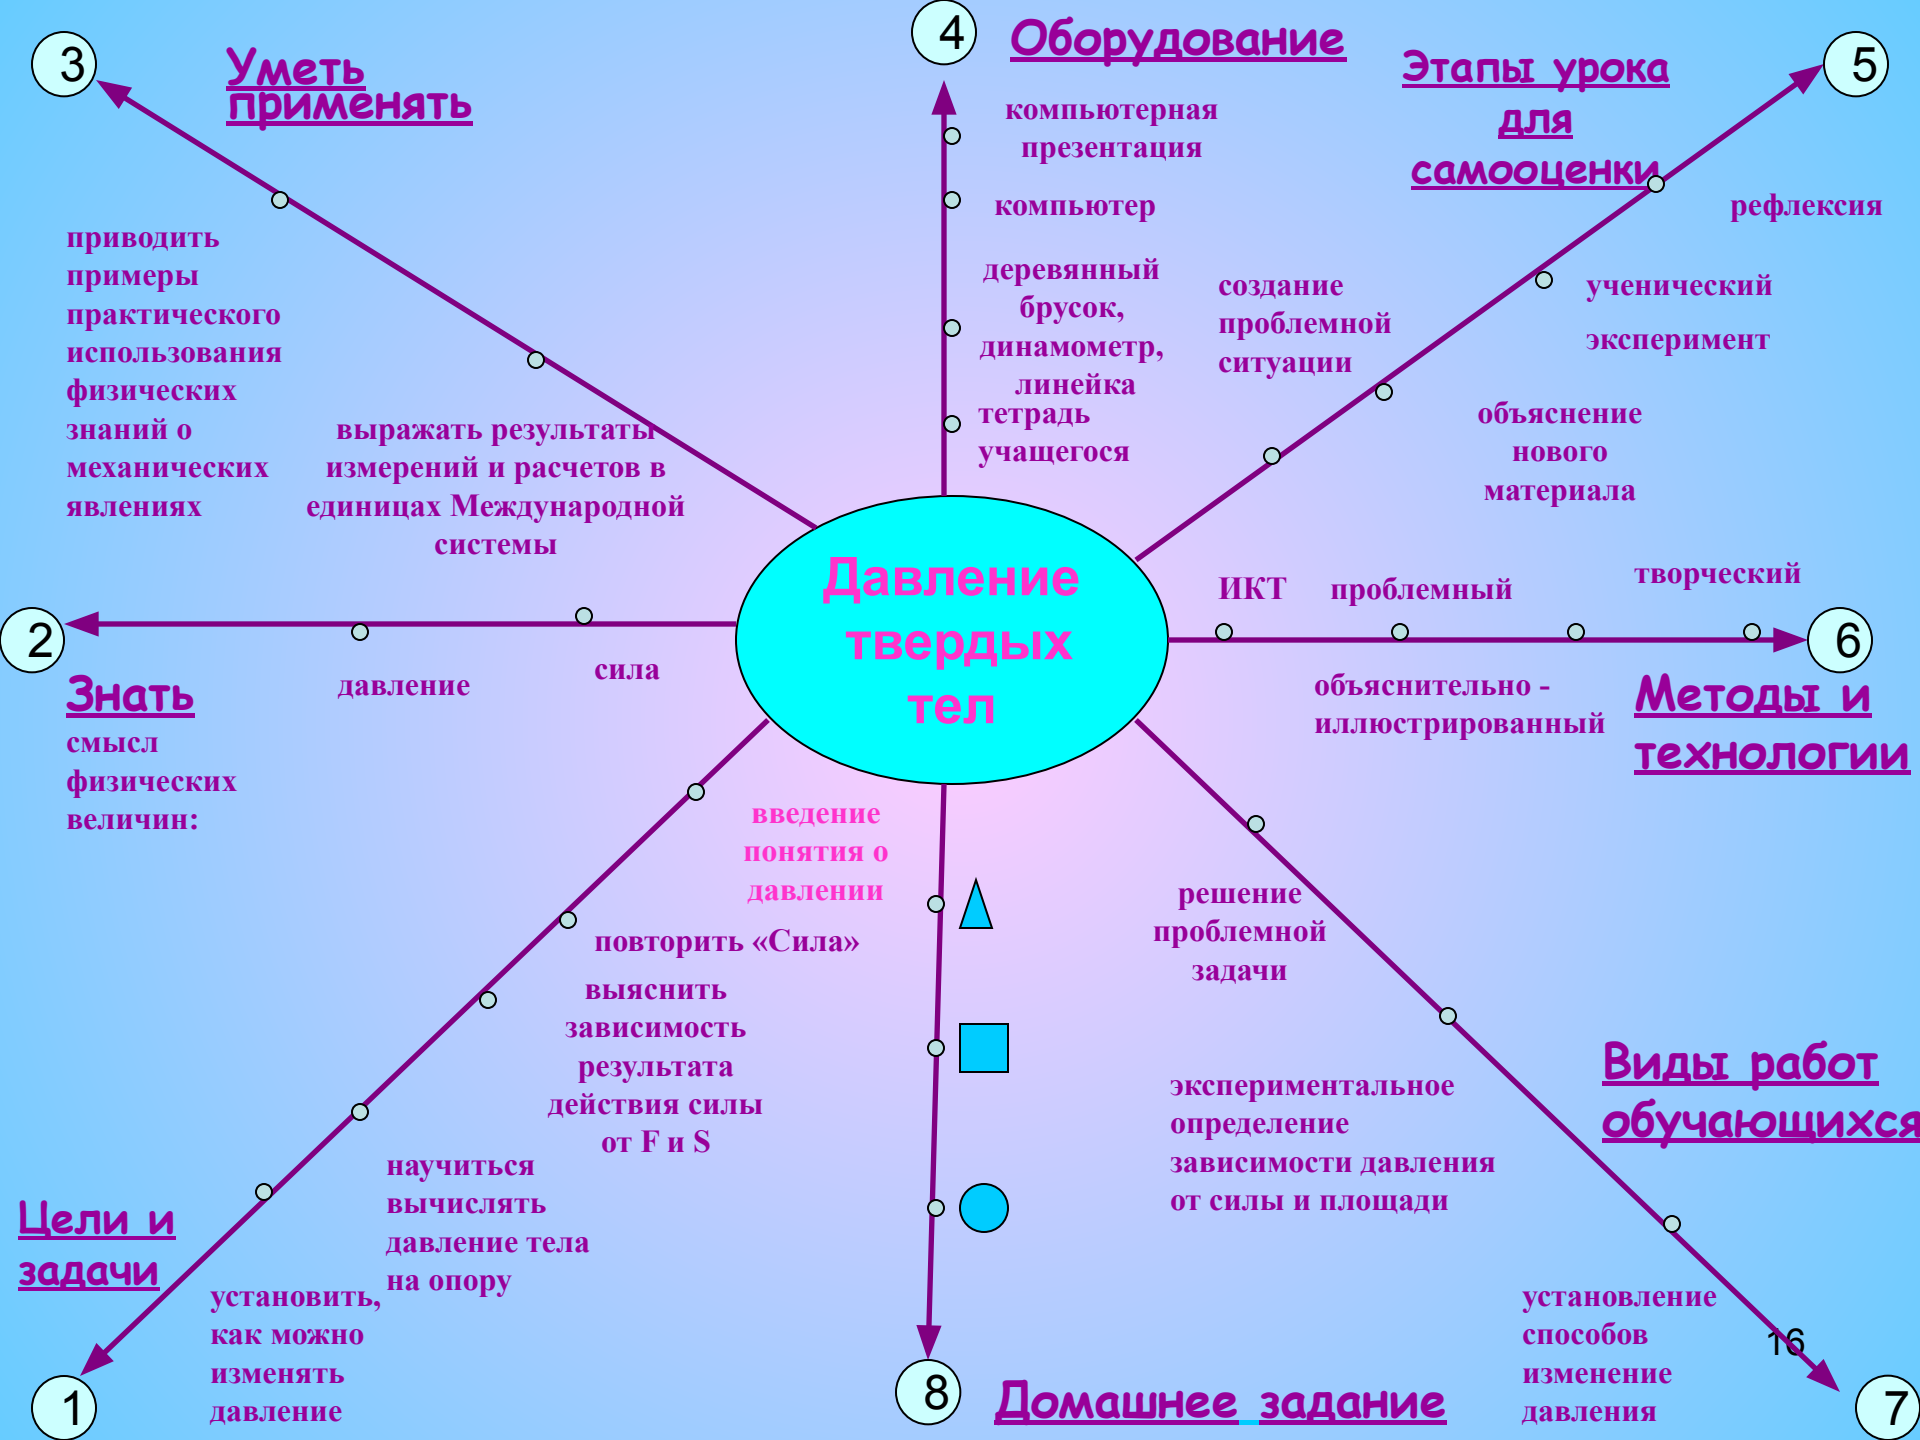 3
Уметь
применять
4
Оборудование
Этапы урока
для
самооценки
5
компьютерная
презентация
компьютер
деревянный
брусок,
динамометр,
линейка
тетрадь
учащегося
рефлексия
ученический
эксперимент
создание
проблемной
ситуации
объяснение
нового
материала
приводить
примеры
практического
использования
физических
знаний о
механических
явлениях
выражать результаты
измерений и расчетов в
единицах Международной
системы
Давление
твердых
тел
ИКТ
проблемный
творческий
объяснительно -
иллюстрированный
6
Методы и
технологии
2
Знать
смысл
физических
величин:
давление
сила
введение
понятия о
давлении
повторить «Сила»
выяснить
зависимость
результата
действия силы
от F и S
научиться
вычислять
давление тела
на опору
установить,
как можно
изменять
давление
Цели и
задачи
1
8
Домашнее задание
решение
проблемной
задачи
экспериментальное
определение
зависимости давления
от силы и площади
установление
способов
изменение
давления
Виды работ
обучающихся
16
7